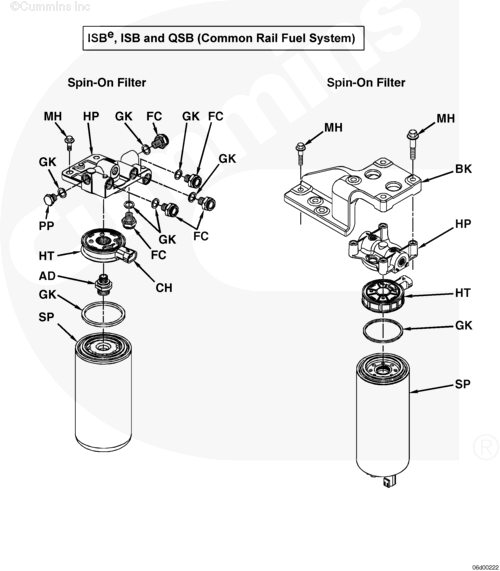 © Cummins Inc.
ISBe, ISB and QSB (Common Rail Fuel System)
Spin-On Filter
Spin-On Filter
MH HP GK FC GK FC
MH
MH
GK
GK
BK
PP
GK
FC
HP
FC
HT
CH
AD
HT
GK
GK
SP
SP
®
06d00222